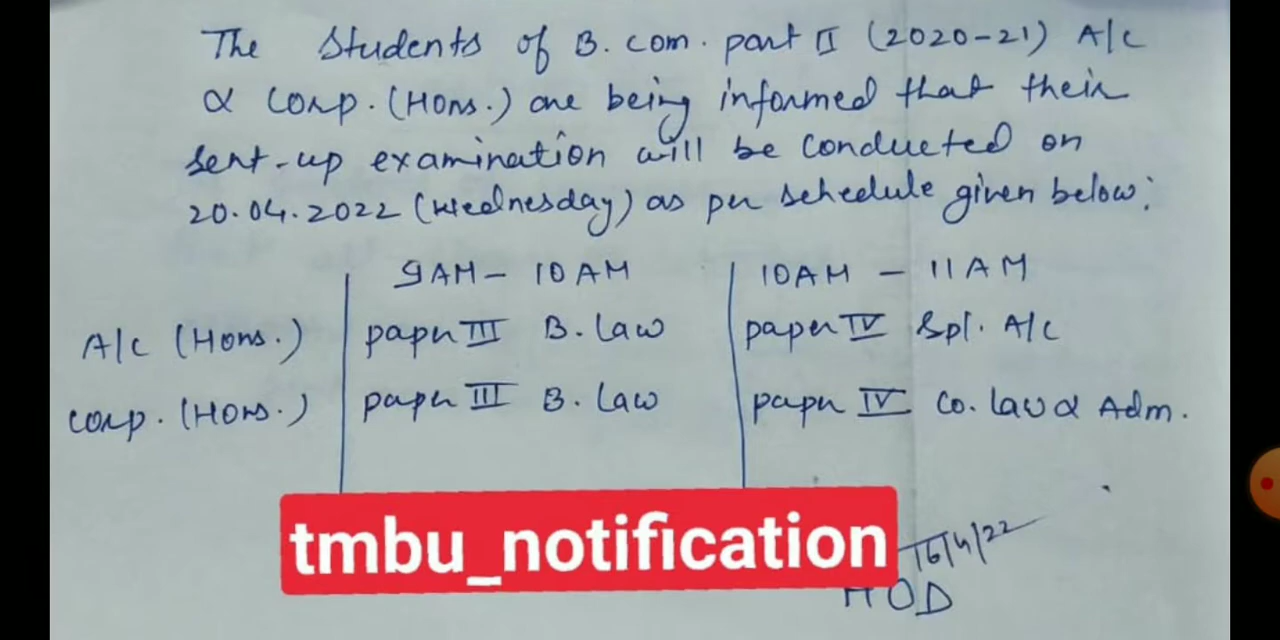 The Students of B. com. part II (2020-21) A/c
& Corp. (Hons.) are being informed that their
sent-up examination will be conducted on
20.04.2022 (Wednesday) as per schedule given below:
9AM – 10AM 10AM – 11AM
A/c (Hons.) paper III B. Law paper IV Spl. A/c
Corp. (Hons.) paper III B. Law paper IV Co. Law & Adm.
tmbu_notification
16/4/22
HOD